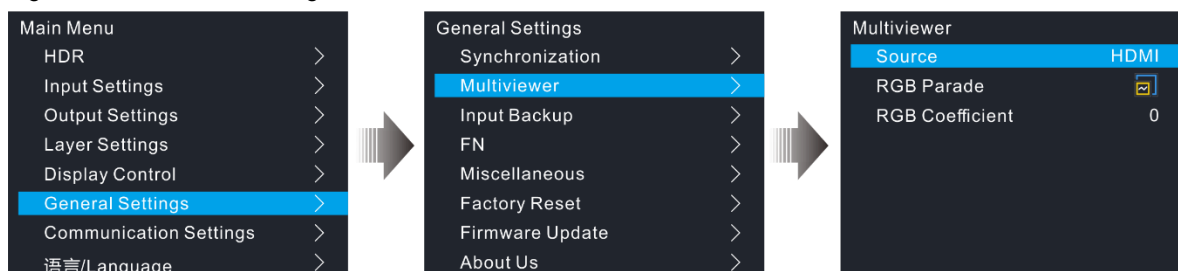 Main Menu
HDR
Input Settings
Output Settings
Layer Settings
Display Control
General Settings
Communication Settings
语言/Language
General Settings
Synchronization
Multiviewer
Input Backup
FN
Miscellaneous
Factory Reset
Firmware Update
About Us
Multiviewer
Source HDMI
RGB Parade
RGB Coefficient 0